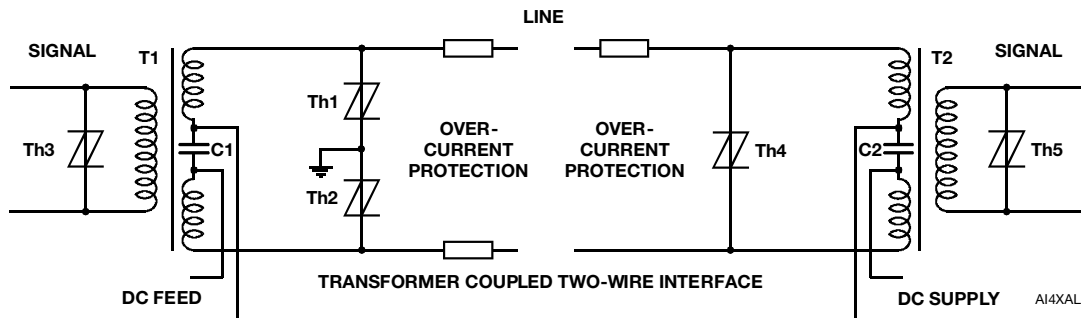 LINE
SIGNAL
T1
T2
SIGNAL
Th1
Th3
C1
OVER-
CURRENT
PROTECTION
OVER-
CURRENT
PROTECTION
Th4
C2
Th5
Th2
TRANSFORMER COUPLED TWO-WIRE INTERFACE
DC FEED
DC SUPPLY
AI4XAL